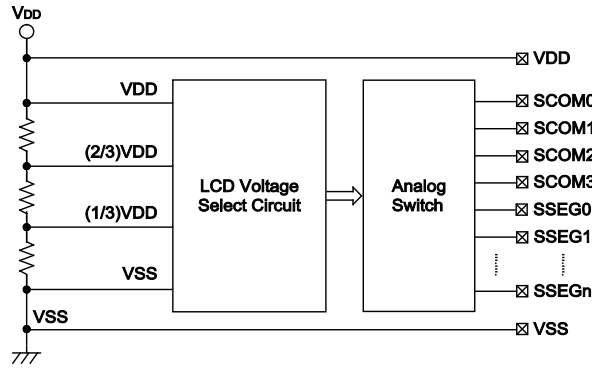 VDD
VDD
VDD
SCOM0
(2/3)VDD
LCD Voltage
Select Circuit
Analog
Switch
SCOM1
SCOM2
SCOM3
SSEG0
(1/3)VDD
SSEG1
VSS
SSEGn
VSS
VSS